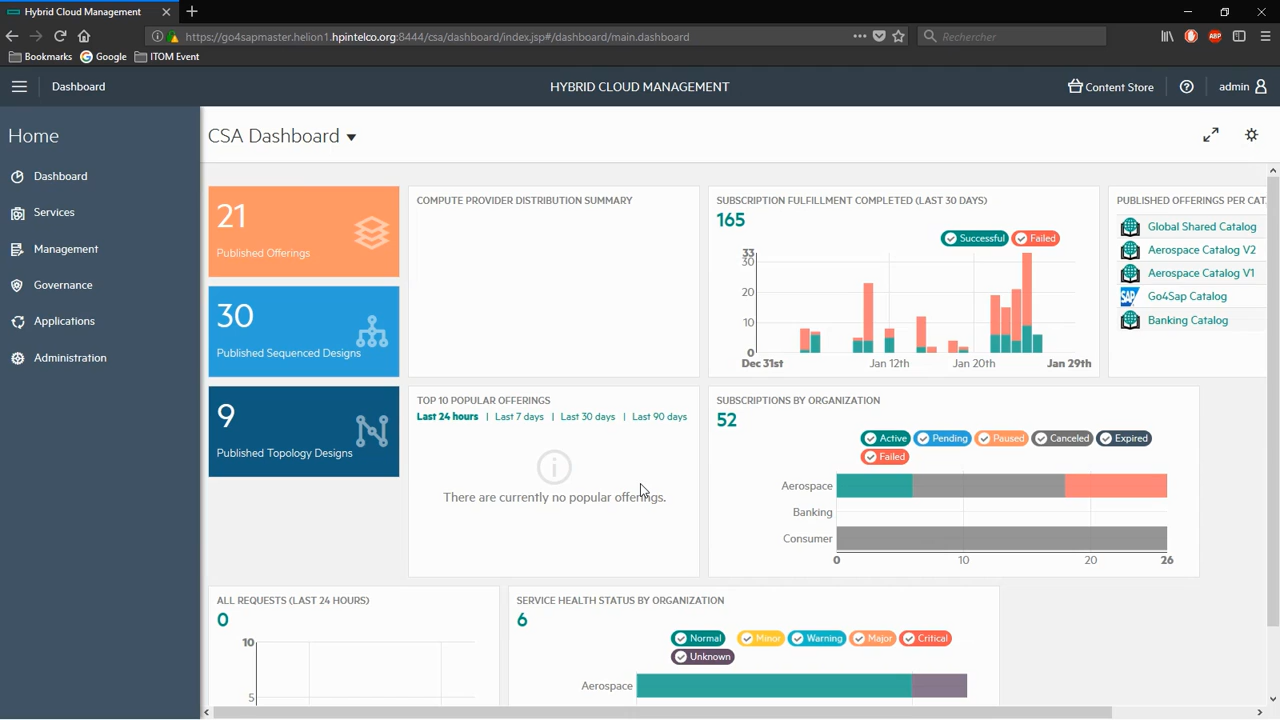 Hybrid Cloud Management
https://go4sapmaster.helion1.hpintelco.org:8444/csa/dashboard/index.jsp#/dashboard/main.dashboard
Rechercher
ABP
Bookmarks
Google
ITOM Event
Dashboard
HYBRID CLOUD MANAGEMENT
Content Store
admin
Home
Dashboard
Services
Management
Governance
Applications
Administration
CSA Dashboard
21
Published Offerings
30
Published Sequenced Designs
9
Published Topology Designs
COMPUTE PROVIDER DISTRIBUTION SUMMARY
SUBSCRIPTION FULFILLMENT COMPLETED (LAST 30 DAYS)
165
Successful Failed
33
30
20
10
0
Dec 31st Jan 12th Jan 20th Jan 29th
PUBLISHED OFFERINGS PER CAT
Global Shared Catalog
Aerospace Catalog V2
Aerospace Catalog V1
SAP Go4Sap Catalog
Banking Catalog
TOP 10 POPULAR OFFERINGS
Last 24 hours | Last 7 days | Last 30 days | Last 90 days
There are currently no popular offerings.
SUBSCRIPTIONS BY ORGANIZATION
52
Active Pending Paused Canceled Expired
Failed
Aerospace
Banking
Consumer
0 10 20 26
ALL REQUESTS (LAST 24 HOURS)
0
10
5
SERVICE HEALTH STATUS BY ORGANIZATION
6
Normal Minor Warning Major Critical
Unknown
Aerospace